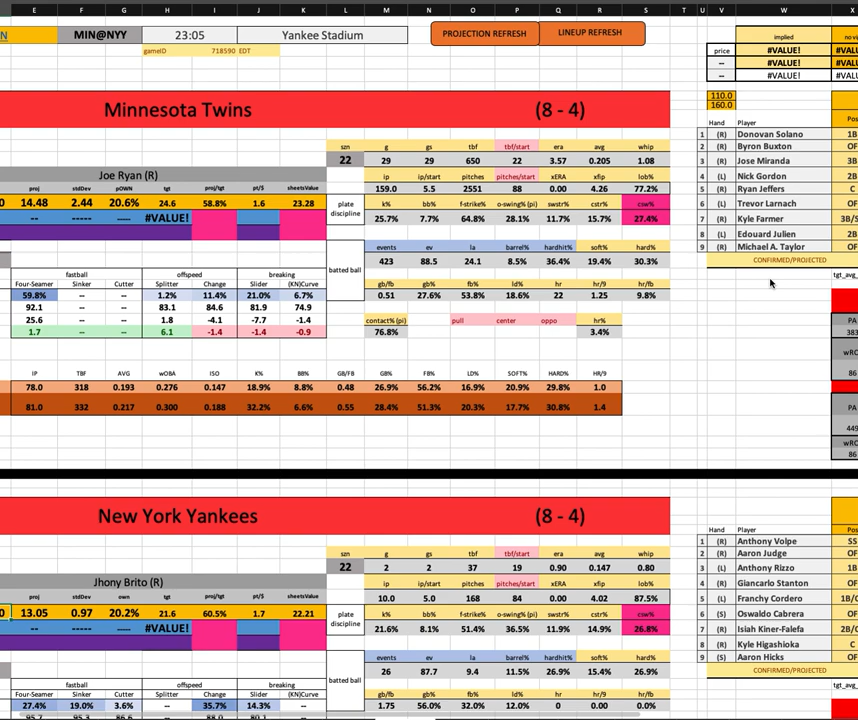 E F G H I J K L M N O P Q R S T U V W X
N MIN@NYY 23:05 Yankee Stadium PROJECTION REFRESH LINEUP REFRESH implied
gameID 718590 EDT price #VALUE! #VALU
-- #VALUE! #VALU
-- #VALUE! #VALU
110.0
Minnesota Twins (8 - 4) 160.0
Hand Player Pos
1 (R) Donovan Solano 1B
szn g gs tbf tbf/start era avg whip 2 (R) Byron Buxton OF
22 29 29 650 22 3.57 0.205 1.08 3 (R) Jose Miranda 3B
Joe Ryan (R) ip ip/start pitches pitches/start xERA xfip lob% 4 (L) Nick Gordon 2B
proj stdDev pOWN tgt proj/tgt pt/$ sheetsValue 159.0 5.5 2551 88 0.00 4.26 77.2% 5 (R) Ryan Jeffers C
0 14.48 2.44 20.6% 24.6 58.8% 1.6 23.28 plate discipline k% bb% f-strike% o-swing% (pi) swstr% cstr% csw% 6 (L) Trevor Larnach OF
-- -- ---- #VALUE! 25.7% 7.7% 64.8% 28.1% 11.7% 15.7% 27.4% 7 (R) Kyle Farmer 3B/S
8 (L) Edouard Julien 2B
batted ball events ev la barrel% hardhit% soft% hard% 9 (R) Michael A. Taylor OF
423 88.5 24.1 8.5% 36.4% 19.4% 30.3% CONFIRMED/PROJECTED
fastball offspeed breaking gb/fb gb% fb% ld% hr hr/9 hr/fb tgt_avg_
Four-Seamer Sinker Cutter Splitter Change Slider (KN)Curve 0.51 27.6% 53.8% 18.6% 22 1.25 9.8%
59.8% -- -- 1.2% 11.4% 21.0% 6.7%
92.1 -- -- 83.1 84.6 81.9 74.9
25.6 -- -- 1.8 -4.1 -7.7 -1.4 contact% (pi) pull center oppo hr% PA
1.7 -- -- 6.1 -1.4 -1.4 -0.9 76.8% 3.4% 383
wRC
IP TBF AVG wOBA ISO K% BB% GB/FB GB% FB% LD% SOFT% HARD% HR/9 86
78.0 318 0.193 0.276 0.147 18.9% 8.8% 0.48 26.9% 56.2% 16.9% 20.9% 29.8% 1.0
81.0 332 0.217 0.300 0.188 32.2% 6.6% 0.55 28.4% 51.3% 20.3% 17.7% 30.8% 1.4 PA
449
wRC
86
New York Yankees (8 - 4)
Hand Player Pos
1 (R) Anthony Volpe SS
szn g gs tbf tbf/start era avg whip 2 (R) Aaron Judge OF
22 2 2 37 19 0.90 0.147 0.80 3 (L) Anthony Rizzo 1B
Jhony Brito (R) ip ip/start pitches pitches/start xERA xfip lob% 4 (R) Giancarlo Stanton OF
proj stdDev own tgt proj/tgt pt/$ sheetsValue 10.0 5.0 168 84 0.00 4.02 87.5% 5 (L) Franchy Cordero 1B/O
0 13.05 0.97 20.2% 21.6 60.5% 1.7 22.21 plate discipline k% bb% f-strike% o-swing% (pi) swstr% cstr% csw% 6 (S) Oswaldo Cabrera OF
-- -- ---- #VALUE! 21.6% 8.1% 51.4% 36.5% 11.9% 14.9% 26.8% 7 (R) Isiah Kiner-Falefa 2B/O
8 (R) Kyle Higashioka C
batted ball events ev la barrel% hardhit% soft% hard% 9 (S) Aaron Hicks OF
26 87.7 9.4 11.5% 26.9% 15.4% 26.9% CONFIRMED/PROJECTED
fastball offspeed breaking gb/fb gb% fb% ld% hr hr/9 hr/fb tgt_avg_
Four-Seamer Sinker Cutter Splitter Change Slider (KN)Curve 1.75 56.0% 32.0% 12.0% 0 0.00 0.0%
27.4% 19.0% 3.6% -- 35.7% 14.3% --